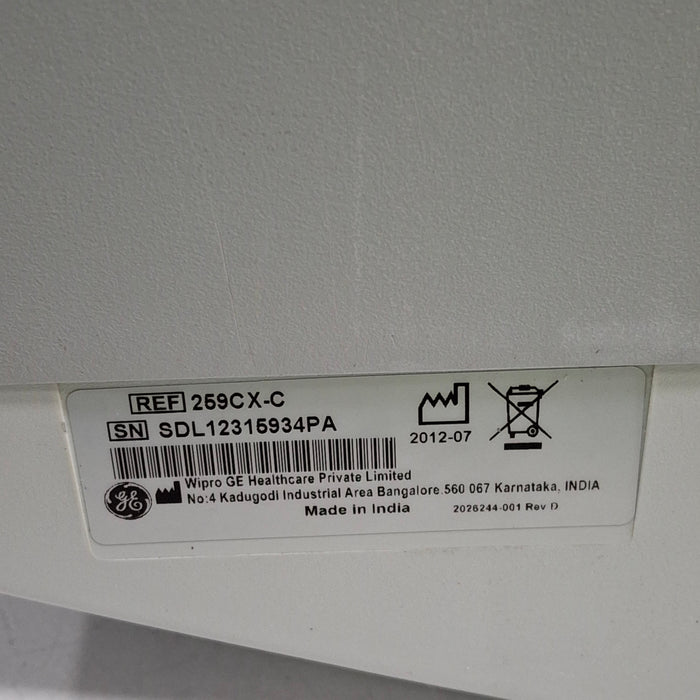 REF 259CX-C
SN SDL12315934PA
2012-07
GE
Wipro GE Healthcare Private Limited
No:4 Kadugodi Industrial Area Bangalore.560 067 Karnataka, INDIA
Made in India
2026244-001 Rev D